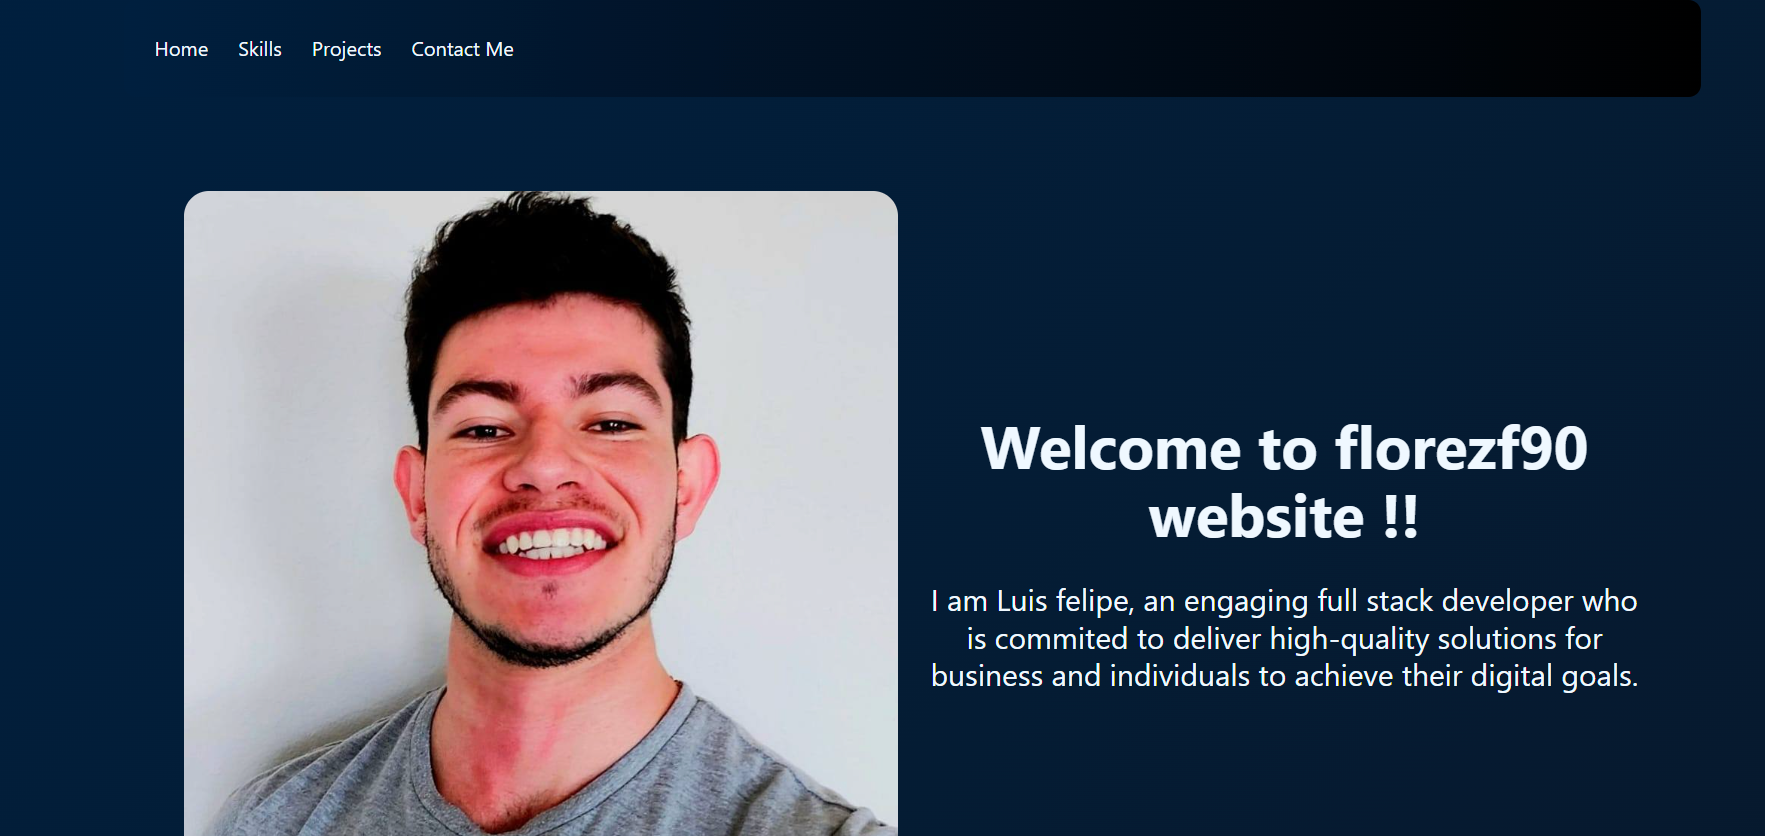 Home Skills Projects Contact Me
Welcome to florezf90
website !!
I am Luis felipe, an engaging full stack developer who
is commited to deliver high-quality solutions for
business and individuals to achieve their digital goals.